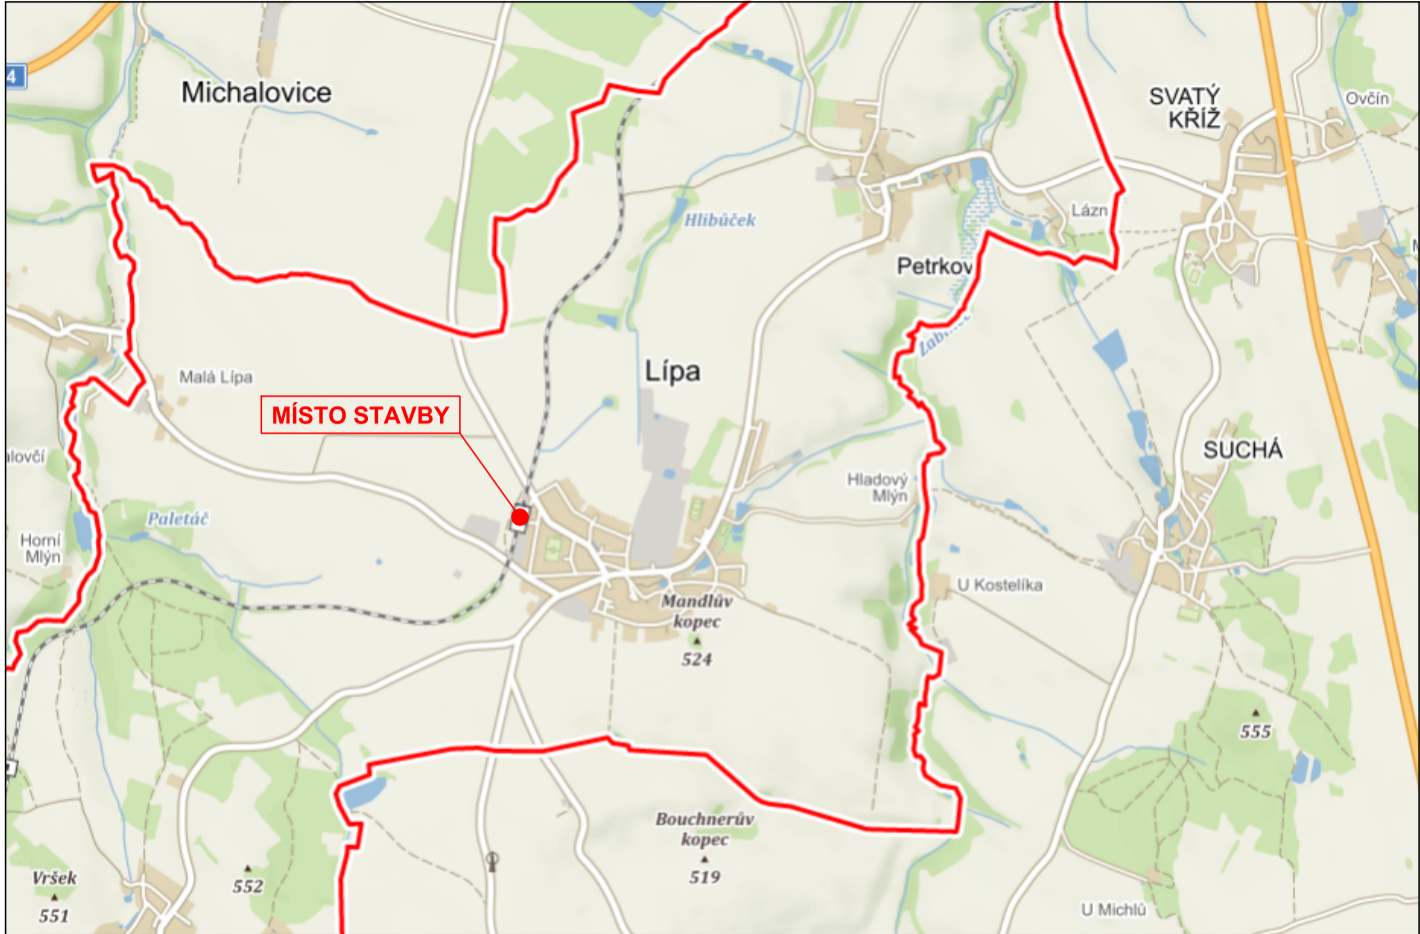 4
Michalovice
SVATÝ
KŘÍŽ
Ovčín
Hlibůček
Lázn
Petrkov
Lípa
Malá Lípa
MÍSTO STAVBY
alovčí
SUCHÁ
Hladový
Mlýn
Paletáč
Horní
Mlýn
U Kostelíka
Mandlův
kopec
524
555
Bouchnerův
kopec
519
Vršek
551
552
U Michlů